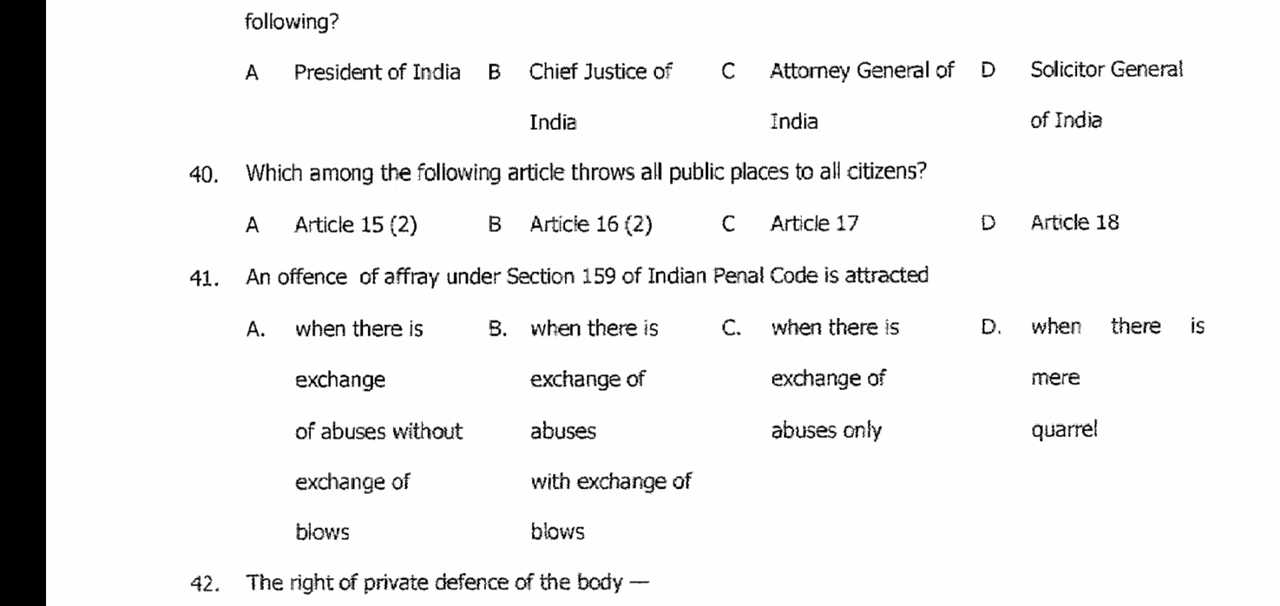 following?
A President of India B Chief Justice of C Attorney General of D Solicitor General
India India of India
40. Which among the following article throws all public places to all citizens?
A Article 15 (2) B Article 16 (2) C Article 17 D Article 18
41. An offence of affray under Section 159 of Indian Penal Code is attracted
A. when there is B. when there is C. when there is D. when there is
exchange exchange of exchange of mere
of abuses without abuses abuses only quarrel
exchange of with exchange of
blows blows
42. The right of private defence of the body —